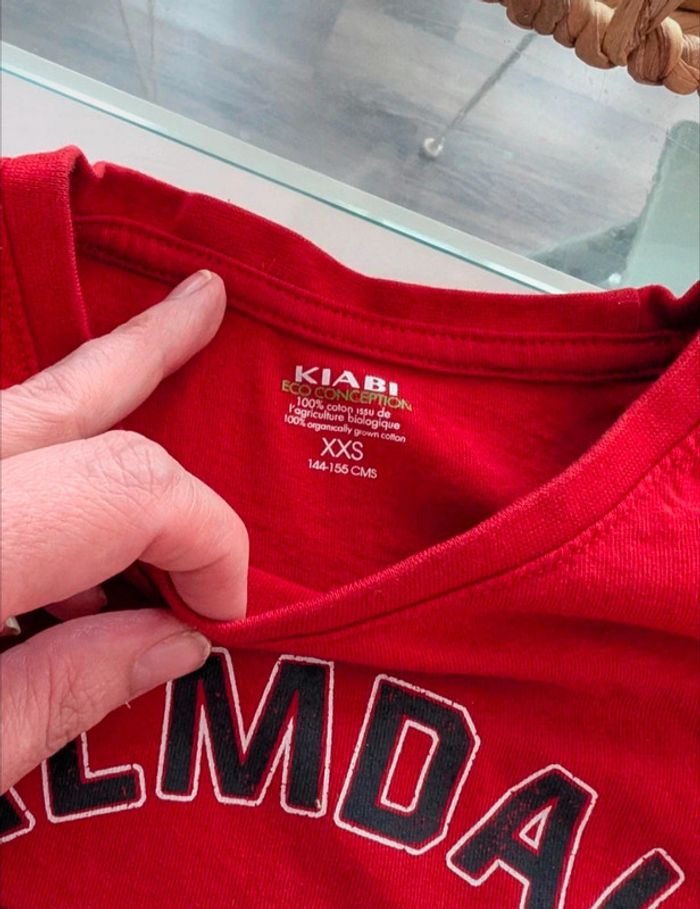 KIABI
ECO CONCEPTION
100% coton issu de
l'agriculture biologique
100% organically grown cotton
XXS
144-155 CMS
LMDA